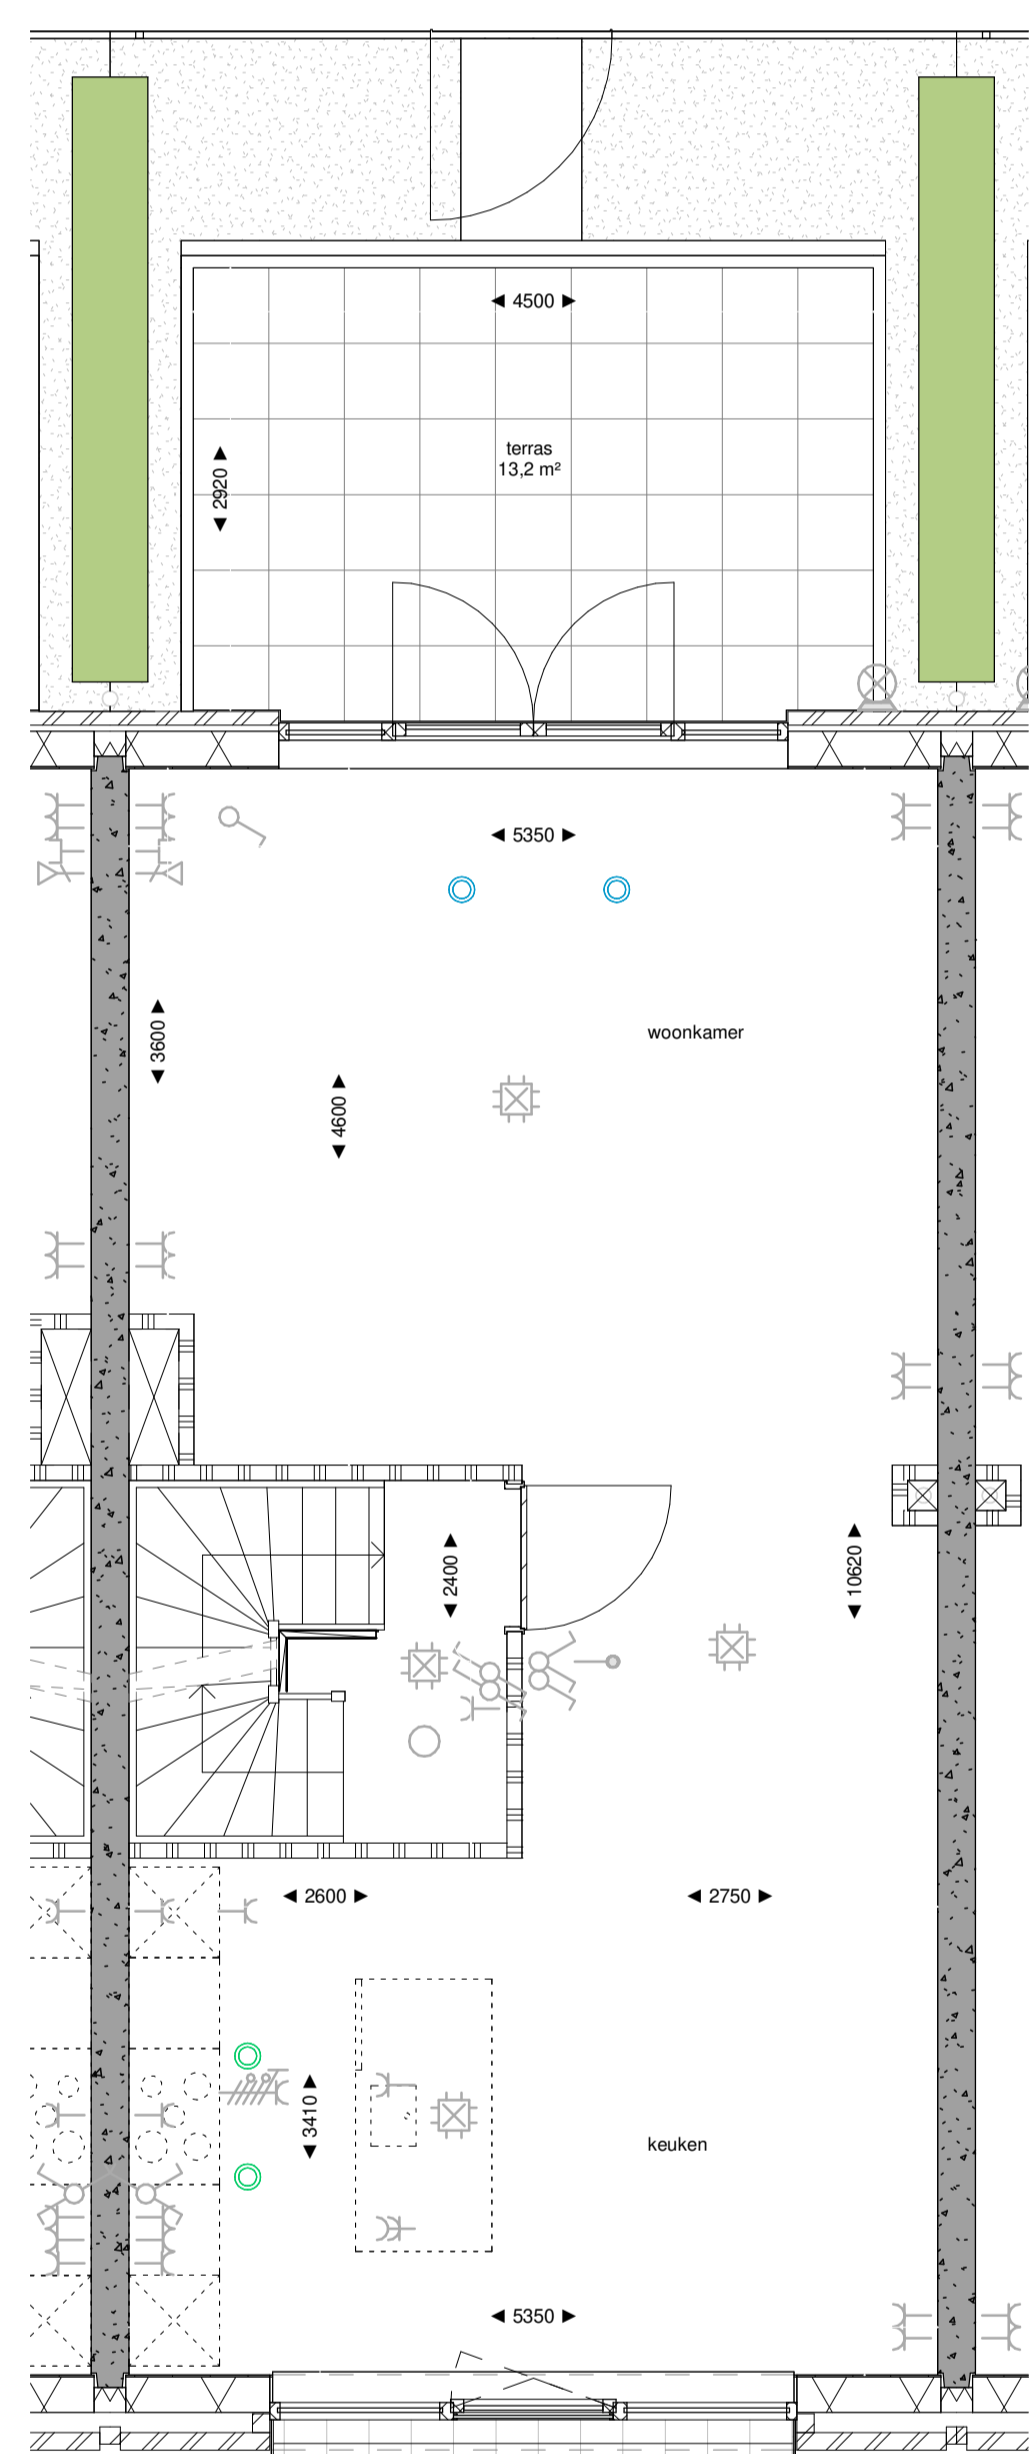 ◄ 4500 ►
terras
13,2 m²
◄ 2920 ►
◄ 5350 ►
woonkamer
◄ 3600 ►
◄ 4600 ►
◄ 2400 ►
◄ 10620 ►
◄ 2600 ►
◄ 2750 ►
◄ 3410 ►
keuken
◄ 5350 ►